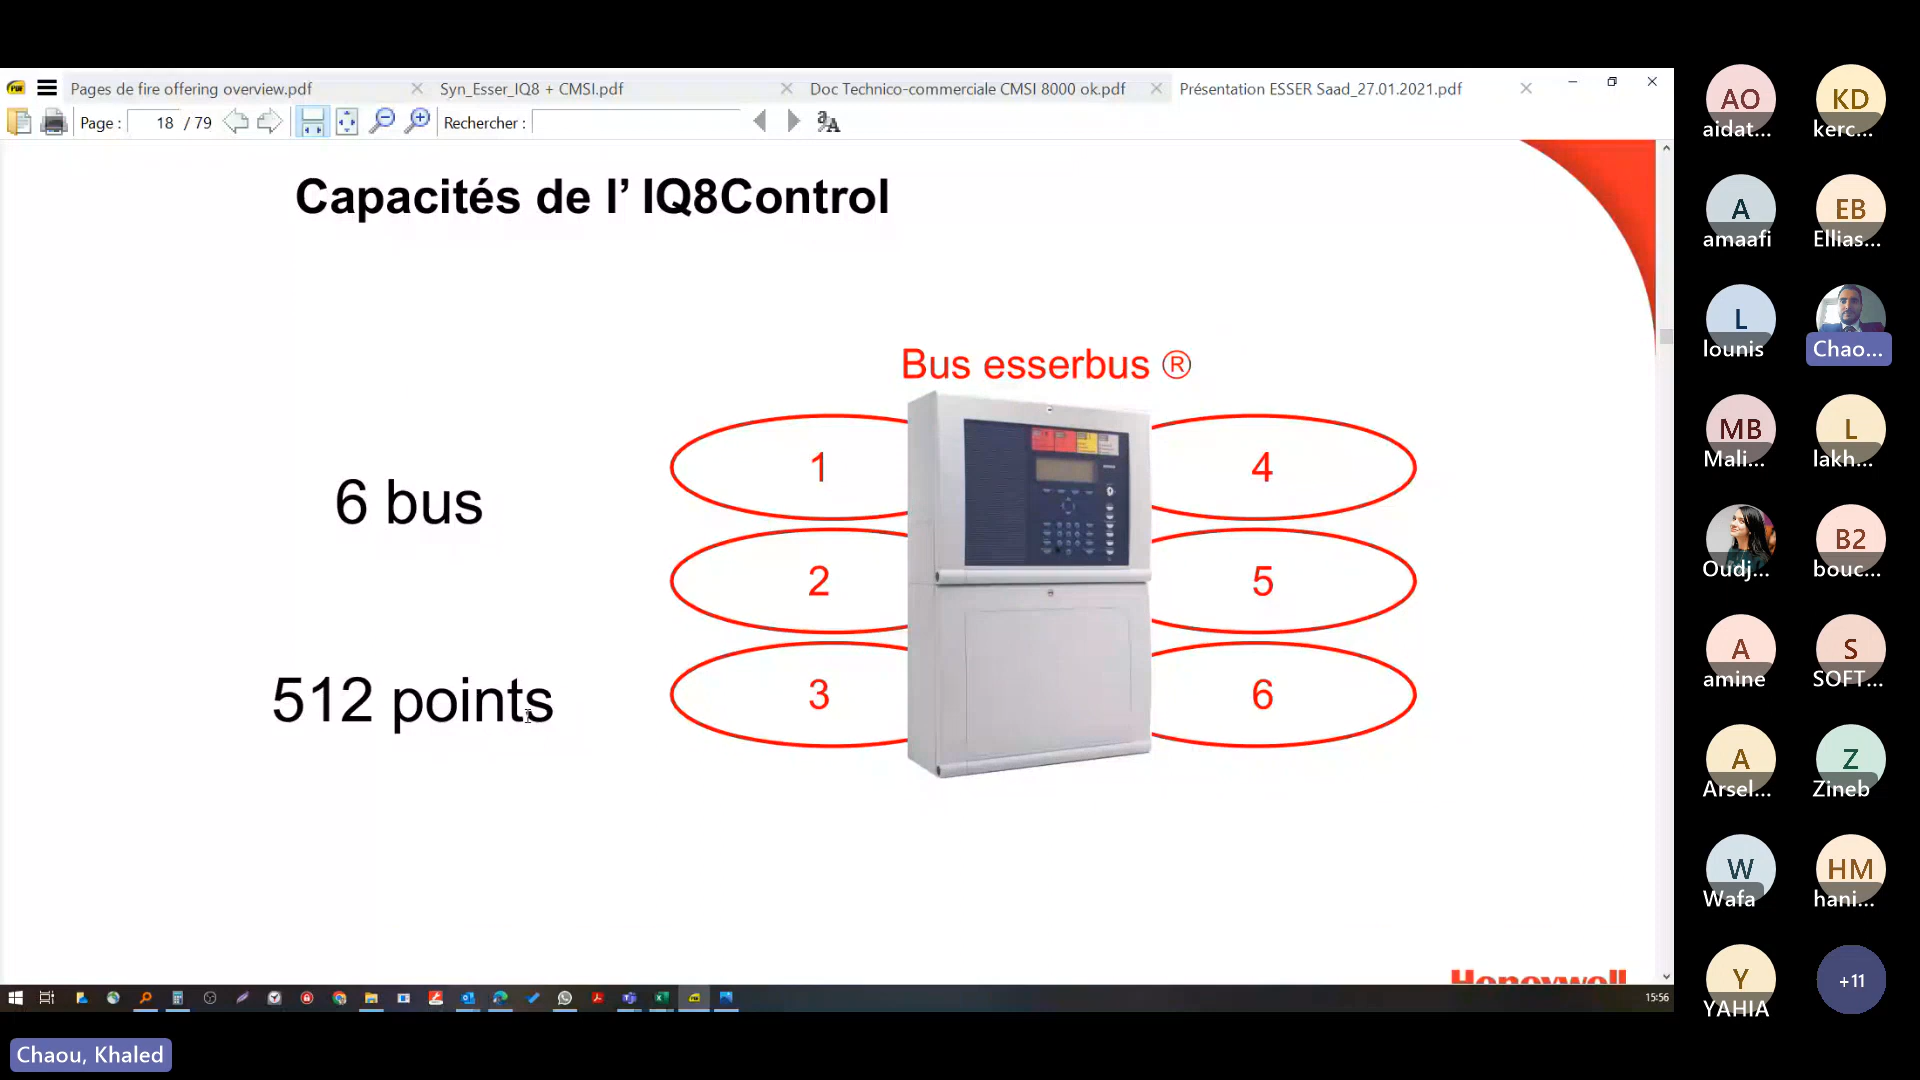 Pages de fire offering overview.pdf
Syn_Esser_IQ8 + CMSI.pdf
Doc Technico-commerciale CMSI 8000 ok.pdf
Présentation ESSER Saad_27.01.2021.pdf
Page :
18 / 79
Rechercher :
Capacités de l’ IQ8Control
Bus esserbus ®
6 bus
512 points
1
2
3
4
5
6
Honeywell
15:56
Chaou, Khaled
AO
aidat...
KD
kerc...
A
amaafi
EB
Ellias...
L
lounis
Chao...
MB
Mali...
L
lakh...
Oudj...
B2
bouc...
A
amine
S
SOFT...
A
Arsel...
Z
Zineb
W
Wafa
HM
hani...
Y
YAHIA
+11